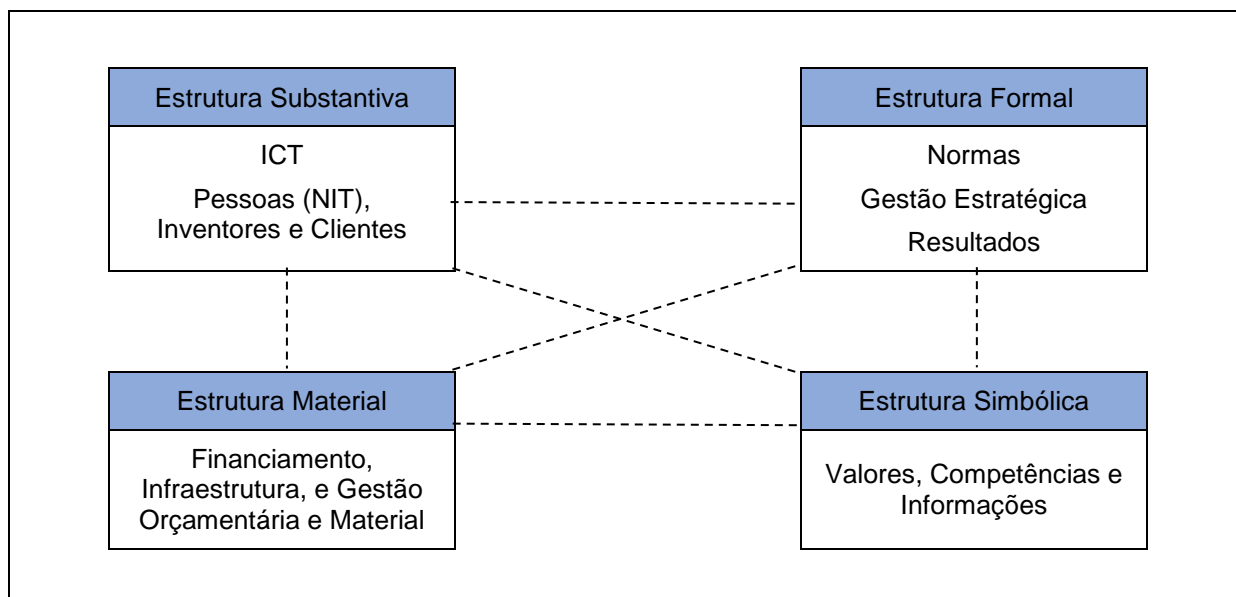 Estrutura Substantiva
ICT
Pessoas (NIT),
Inventores e Clientes
Estrutura Formal
Normas
Gestão Estratégica
Resultados
Estrutura Material
Financiamento,
Infraestrutura, e Gestão
Orçamentária e Material
Estrutura Simbólica
Valores, Competências e
Informações